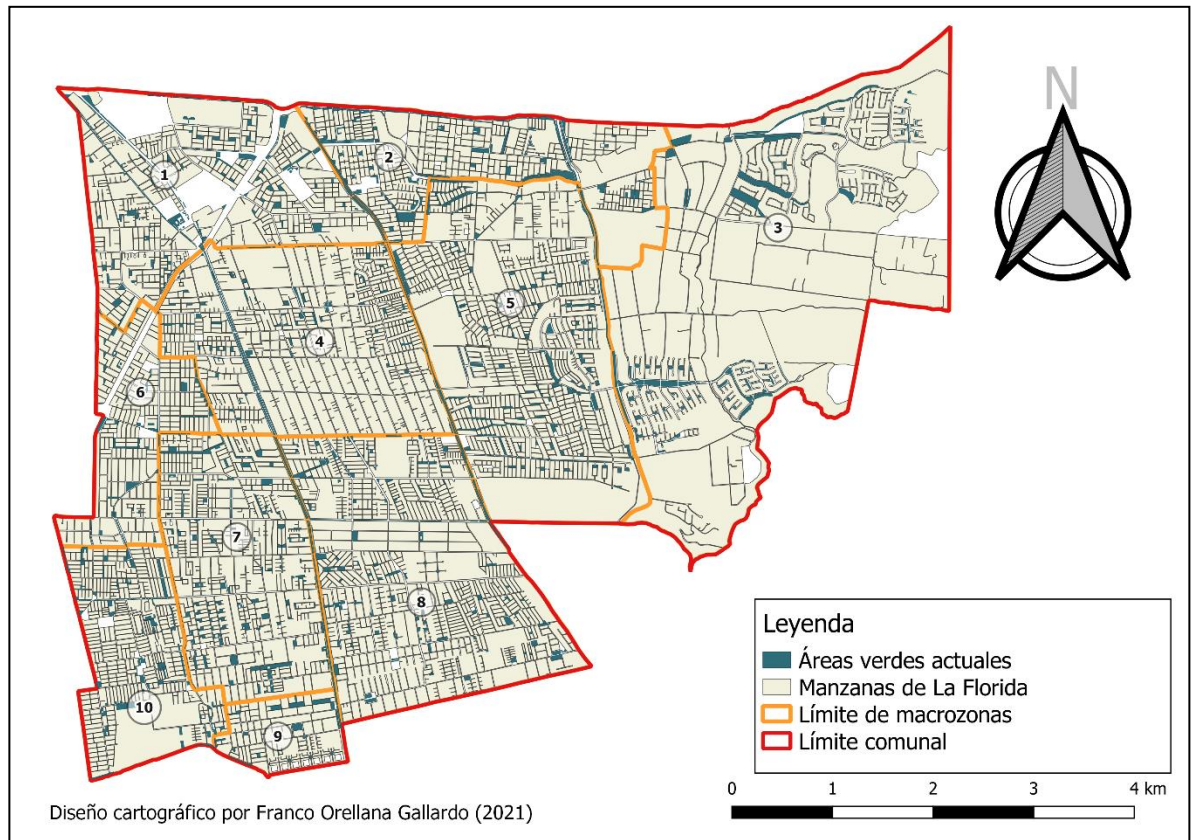 N
1
2
3
4
5
6
7
8
9
10
Leyenda
Áreas verdes actuales
Manzanas de La Florida
Límite de macrozonas
Límite comunal
0 1 2 3 4 km
Diseño cartográfico por Franco Orellana Gallardo (2021)